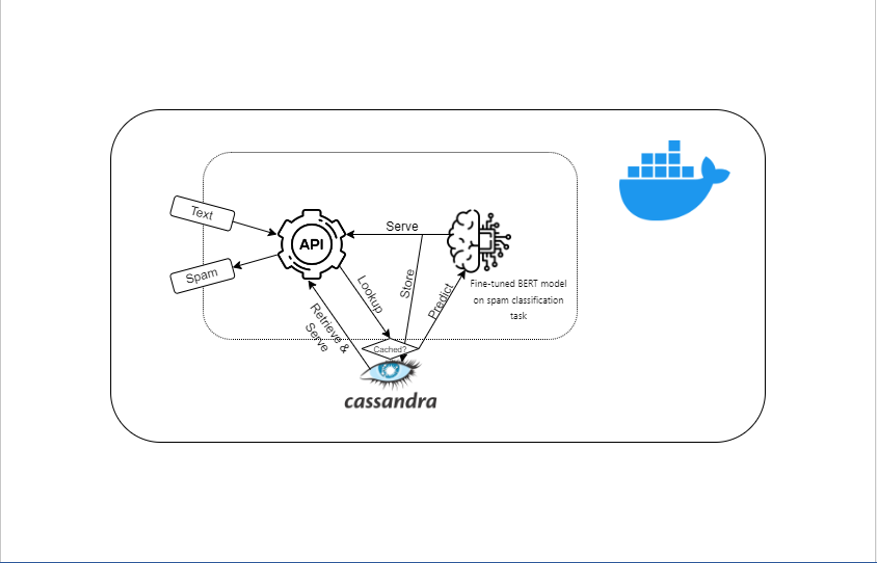 Text
API
Serve
Spam
Lookup
Store
Predict
Fine-tuned BERT model
on spam classification
task
Retrieve &
Serve
Cached?
cassandra